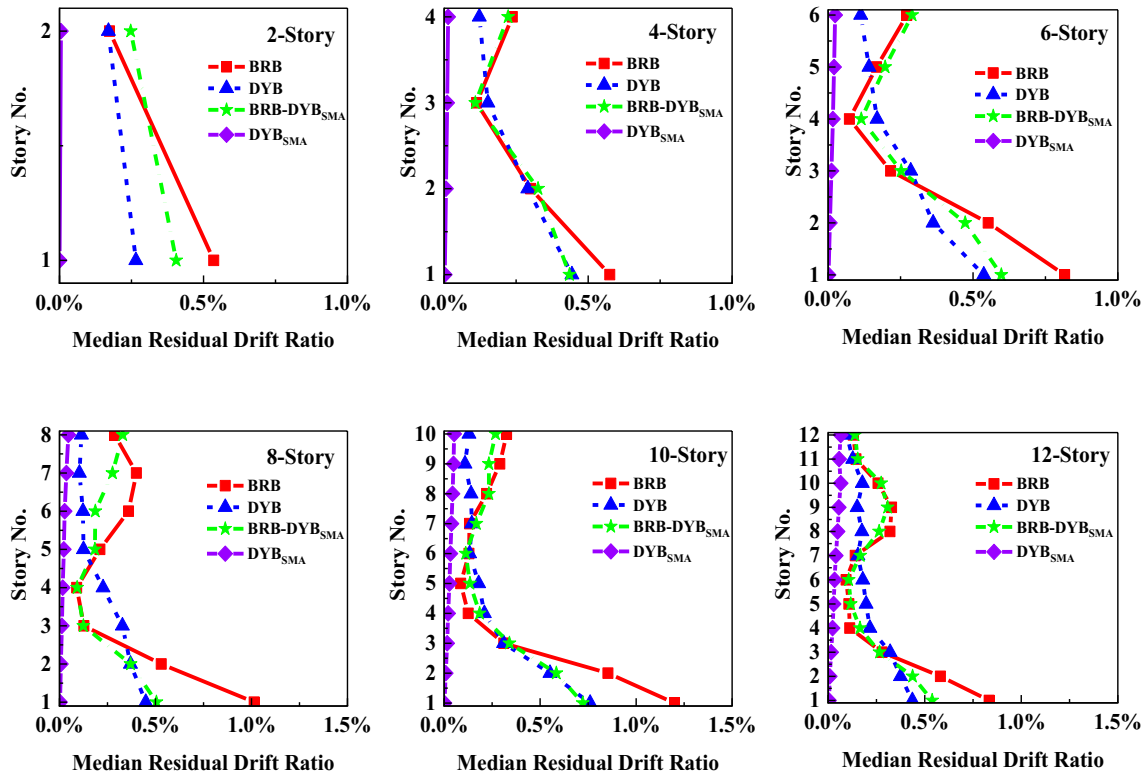 2-Story
Story No.
2
1
BRB
DYB
BRB-DYBSMA
DYBSMA
0.0% 0.5% 1.0%
Median Residual Drift Ratio
4-Story
Story No.
4
3
2
1
BRB
DYB
BRB-DYBSMA
DYBSMA
0.0% 0.5% 1.0%
Median Residual Drift Ratio
6-Story
Story No.
6
5
4
3
2
1
BRB
DYB
BRB-DYBSMA
DYBSMA
0.0% 0.5% 1.0%
Median Residual Drift Ratio
8-Story
Story No.
8
7
6
5
4
3
2
1
BRB
DYB
BRB-DYBSMA
DYBSMA
0.0% 0.5% 1.0% 1.5%
Median Residual Drift Ratio
10-Story
Story No.
10
9
8
7
6
5
4
3
2
1
BRB
DYB
BRB-DYBSMA
DYBSMA
0.0% 0.5% 1.0% 1.5%
Median Residual Drift Ratio
12-Story
Story No.
12
11
10
9
8
7
6
5
4
3
2
1
BRB
DYB
BRB-DYBSMA
DYBSMA
0.0% 0.5% 1.0% 1.5%
Median Residual Drift Ratio